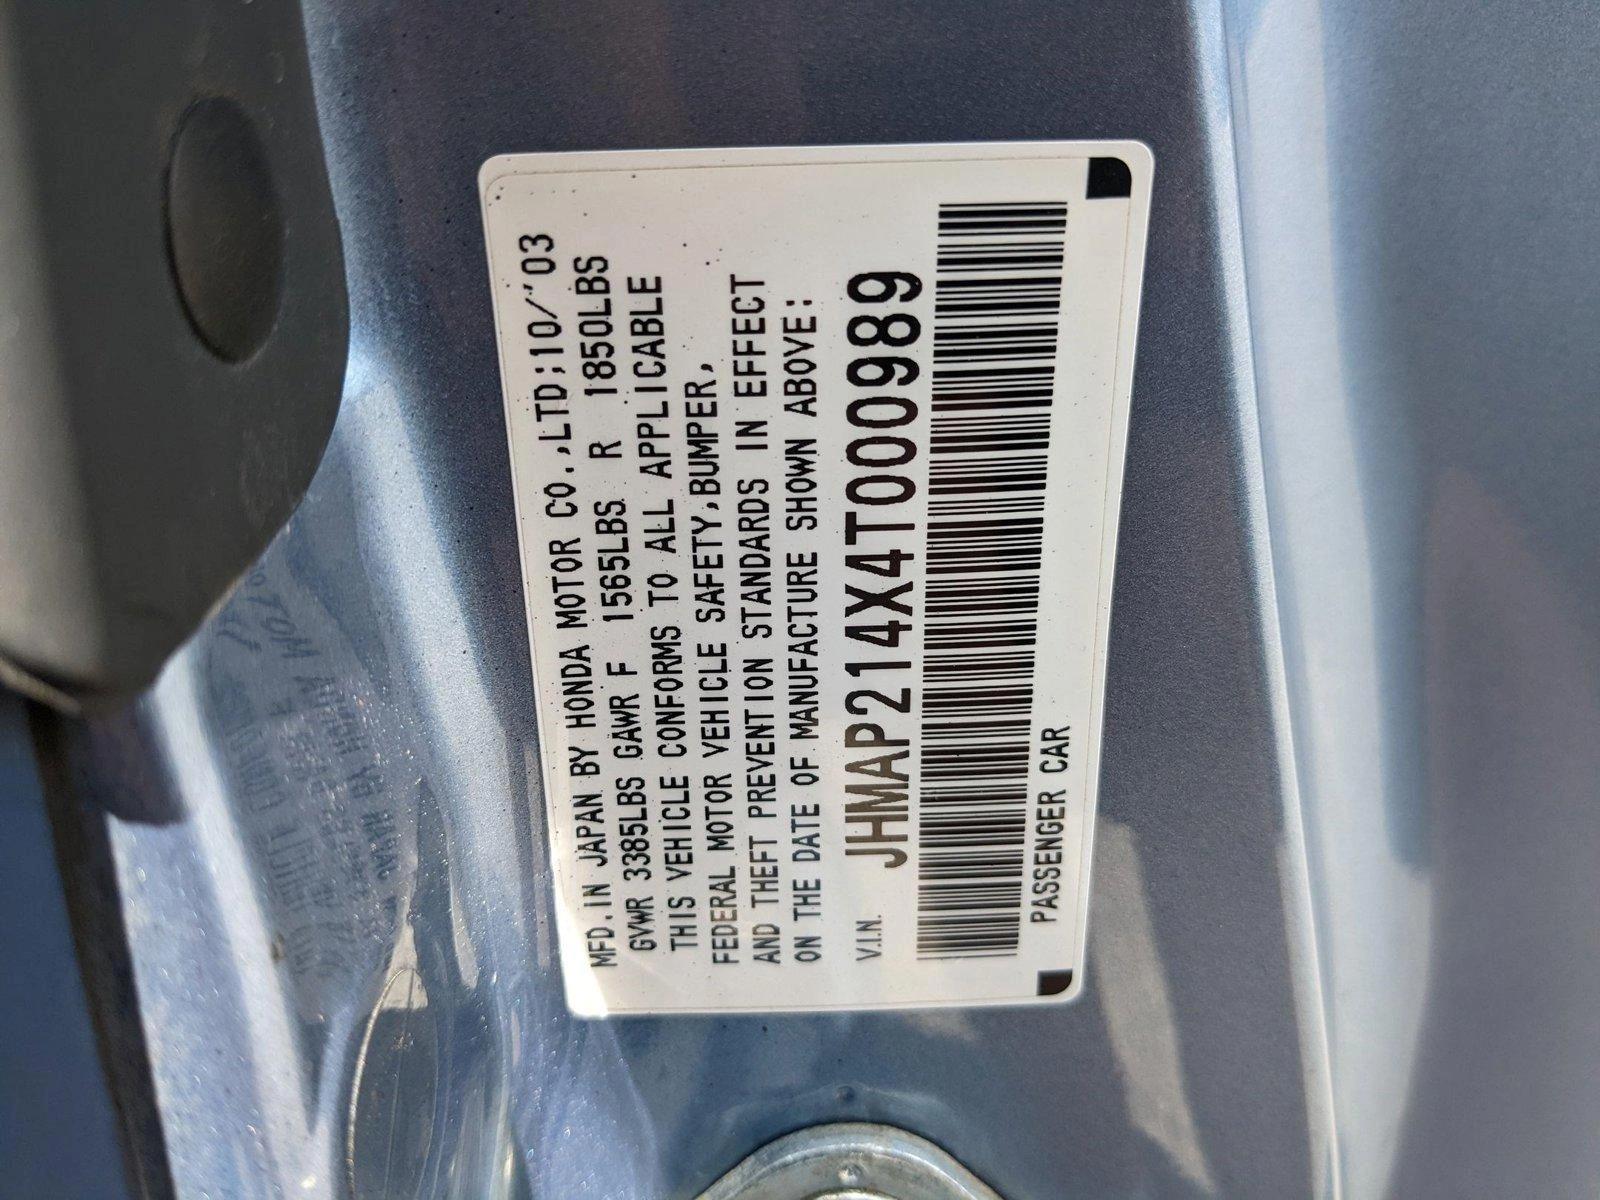 MFD.IN JAPAN BY HONDA MOTOR CO.,LTD;10/'03
GVWR 3385LBS GAWR F 1565LBS R 1850LBS
THIS VEHICLE CONFORMS TO ALL APPLICABLE
FEDERAL MOTOR VEHICLE SAFETY,BUMPER,
AND THEFT PREVENTION STANDARDS IN EFFECT
ON THE DATE OF MANUFACTURE SHOWN ABOVE:
V.I.N. JHMAP214X4T000989
PASSENGER CAR